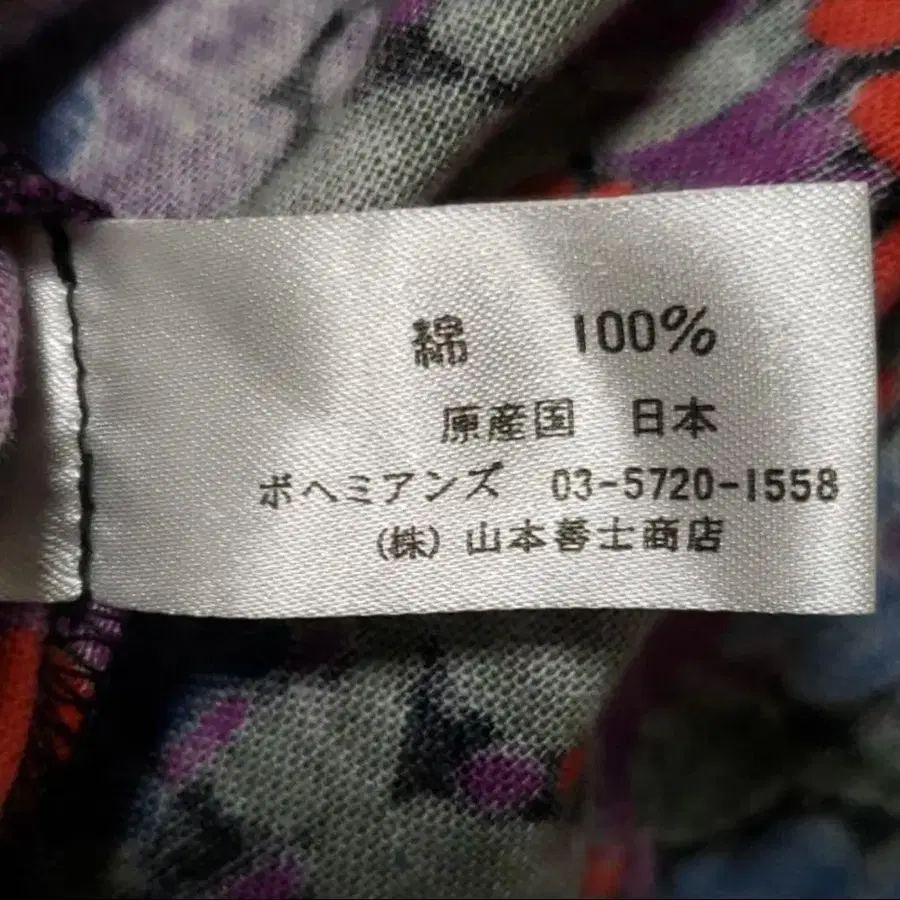 綿 100%
原産国 日本
ボヘミアンズ 03-5720-1558
(株) 山本善士商店